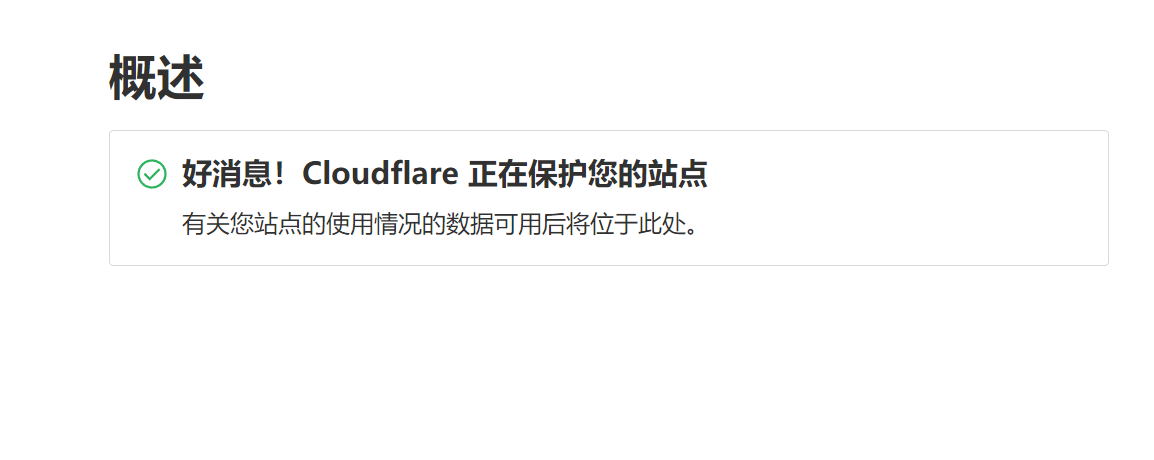 概述
好消息！Cloudflare 正在保护您的站点
有关您站点的使用情况的数据可用后将位于此处。